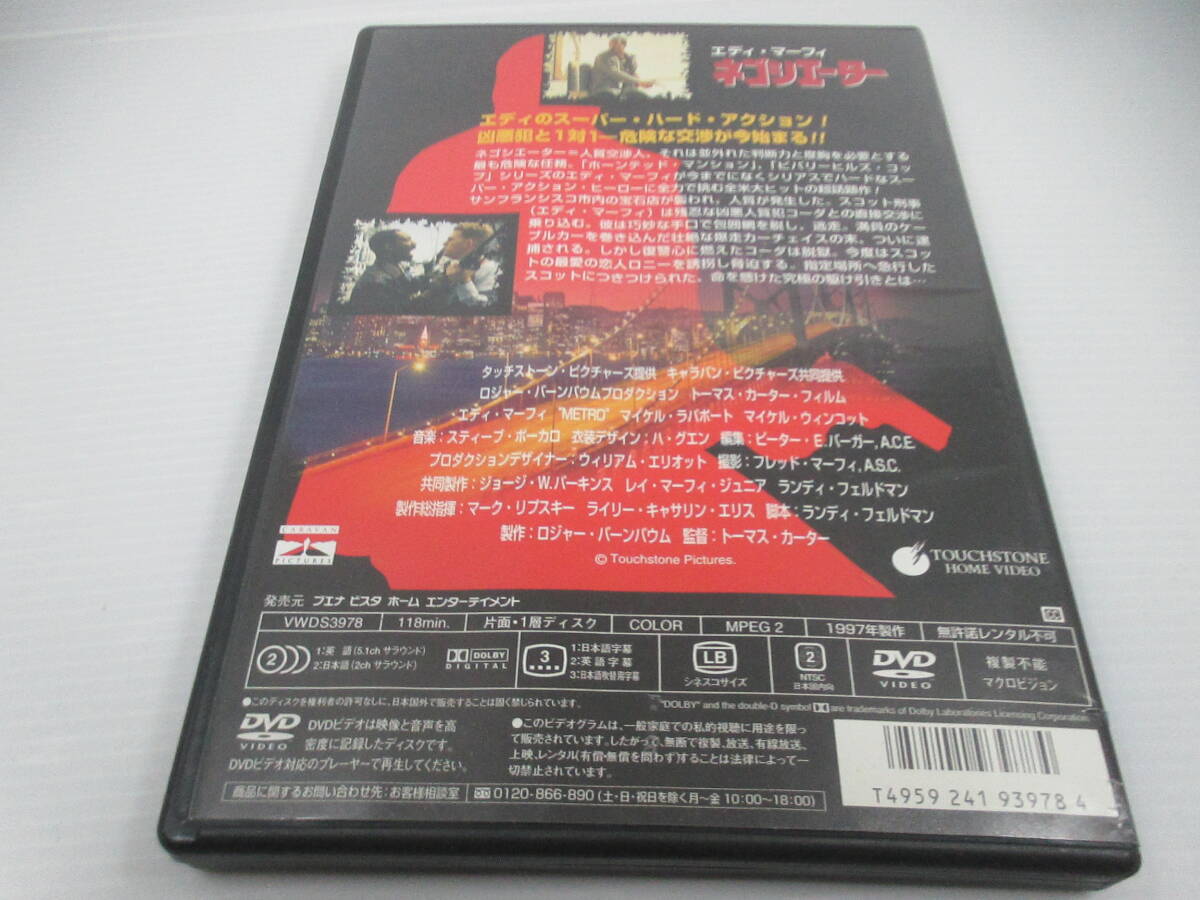 エディ・マーフィ
ネゴシエーター
エディのスーパー・ハード・アクション!
凶悪犯と1対1—危険な交渉が今始まる!!
ネゴシエーター=人質交渉人。それは並外れた判断力と度胸を必要とする
最も危険な任務。「ホーンテッド・マンション」、「ビバリーヒルズ・コッ
プ」シリーズのエディ・マーフィが今までになくシリアスでハードなスー
パー・アクション・ヒーローに全力で挑む全米大ヒットの超話題作!
サンフランシスコ市内の宝石店が襲われ、人質が発生した。スコット刑事
(エディ・マーフィ)は残忍な凶悪人質犯コーダとの直接交渉に
乗り込む。彼は巧妙な手口で包囲網を脱し、逃走。満員のケー
ブルカーを巻き込んだ壮絶な爆走カーチェイスの末、ついに逮
捕される。しかし復讐心に燃えたコーダは脱獄。今度はスコッ
トの最愛の恋人ロニーを誘拐し脅迫する。指定場所へ急行した
スコットにつきつけられた、命を懸けた究極の駆け引きとは…
タッチストーン・ピクチャーズ提供 キャラバン・ピクチャーズ共同提供
ロジャー・バーンバウムプロダクション トーマス・カーター・フィルム
エディ・マーフィ "METRO" マイケル・ラパポート マイケル・ウィンコット
音楽:スティーブ・ポーカロ 衣装デザイン:ハ・グエン 編集:ピーター・E.バーガー,A.C.E.
プロダクションデザイナー:ウィリアム・エリオット 撮影:フレッド・マーフィ,A.S.C.
共同製作:ジョージ・W.パーキンス レイ・マーフィ・ジュニア ランディ・フェルドマン
製作総指揮:マーク・リプスキー ライリー・キャサリン・エリス 脚本:ランディ・フェルドマン
製作:ロジャー・バーンバウム 監督:トーマス・カーター
© Touchstone Pictures.
CARAVAN
PICTURES
TOUCHSTONE
HOME VIDEO
発売元 ブエナ ビスタ ホーム エンターテイメント
CC
VWDS3978 118min. 片面・1層ディスク COLOR MPEG 2 1997年製作 無許諾レンタル不可
2 1:英 語(5.1ch サラウンド)
2:日本語(2ch サラウンド)
DOLBY
DIGITAL
3 1:日本語字幕
2:英語字幕
3:日本語吹替用字幕
LB
シネスコサイズ
2
NTSC
日本国内向
DVD
VIDEO
複製不能
マクロビジョン
●このディスクを権利者の許可なしに、日本国外で販売することは固く禁じられています。
"DOLBY" and the double-D symbol are trademarks of Dolby Laboratories Licensing Corporation
DVD
VIDEO
DVDビデオは映像と音声を高
密度に記録したディスクです。
DVDビデオ対応のプレーヤーで再生してください。
●このビデオグラムは、一般家庭での私的視聴に用途を限っ
て販売されています。したがって、無断で複製、放送、有線放送、
上映、レンタル(有償・無償を問わず)することは法律によって一
切禁止されています。
商品に関するお問い合わせ先:お客様相談室 0120-866-890 (土・日・祝日を除く月〜金 10:00〜18:00)
T4959 241 93978 4